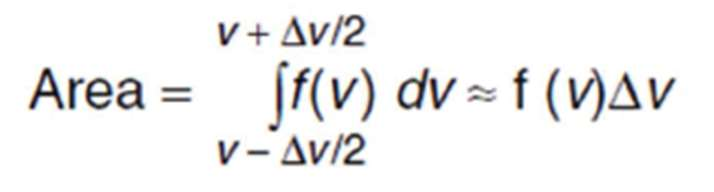 v + Δv/2
Area = ∫f(v) dv ≈ f (v)Δv
v – Δv/2